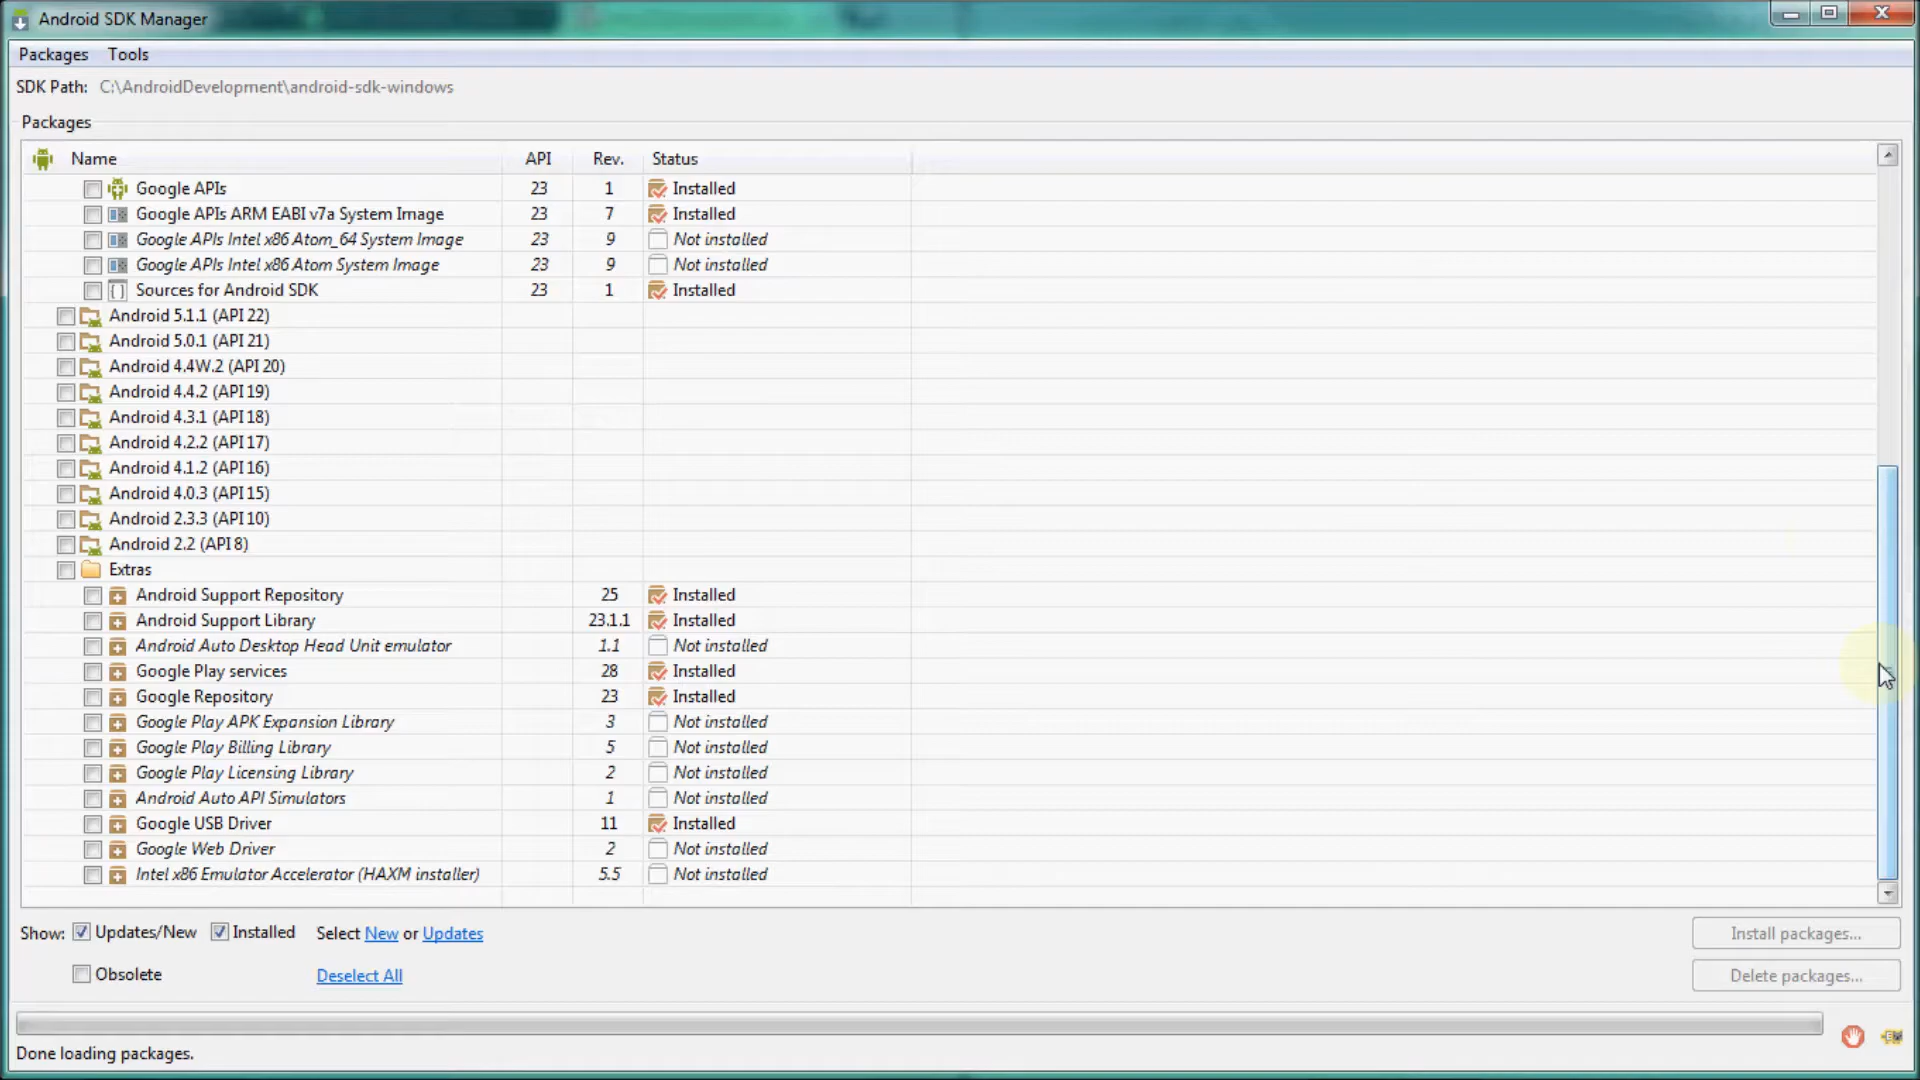 Android SDK Manager
Packages Tools
SDK Path: C:\AndroidDevelopment\android-sdk-windows
Packages
Name API Rev. Status
Google APIs 23 1 Installed
Google APIs ARM EABI v7a System Image 23 7 Installed
Google APIs Intel x86 Atom_64 System Image 23 9 Not installed
Google APIs Intel x86 Atom System Image 23 9 Not installed
Sources for Android SDK 23 1 Installed
Android 5.1.1 (API 22)
Android 5.0.1 (API 21)
Android 4.4W.2 (API 20)
Android 4.4.2 (API 19)
Android 4.3.1 (API 18)
Android 4.2.2 (API 17)
Android 4.1.2 (API 16)
Android 4.0.3 (API 15)
Android 2.3.3 (API 10)
Android 2.2 (API 8)
Extras
Android Support Repository 25 Installed
Android Support Library 23.1.1 Installed
Android Auto Desktop Head Unit emulator 1.1 Not installed
Google Play services 28 Installed
Google Repository 23 Installed
Google Play APK Expansion Library 3 Not installed
Google Play Billing Library 5 Not installed
Google Play Licensing Library 2 Not installed
Android Auto API Simulators 1 Not installed
Google USB Driver 11 Installed
Google Web Driver 2 Not installed
Intel x86 Emulator Accelerator (HAXM installer) 5.5 Not installed
Show: Updates/New Installed Select New or Updates Install packages...
Obsolete Deselect All Delete packages...
Done loading packages.